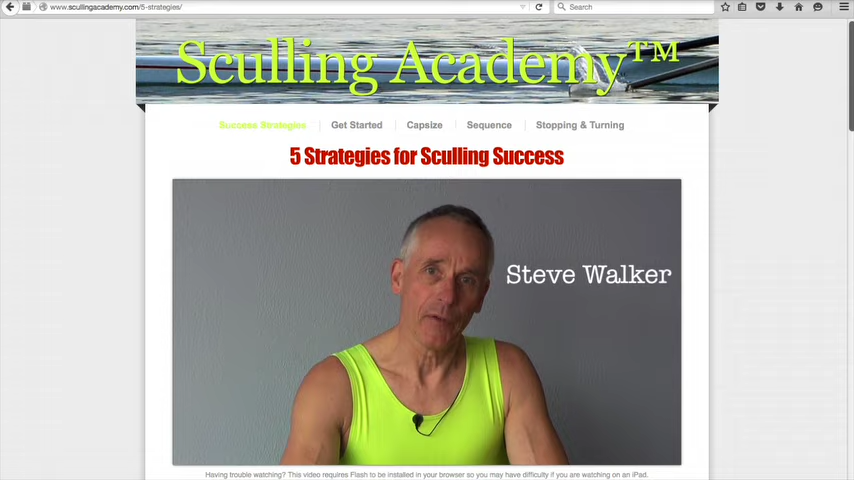 www.scullingacademy.com/5-strategies/
Search
Sculling Academy™
Success Strategies
Get Started
Capsize
Sequence
Stopping & Turning
5 Strategies for Sculling Success
Steve Walker
Having trouble watching? This video requires Flash to be installed in your browser so you may have difficulty if you are watching on an iPad.